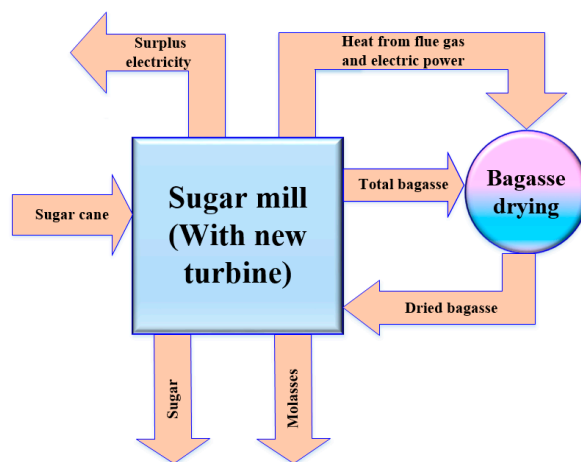 Surplus
electricity
Heat from flue gas
and electric power
Sugar cane
Sugar mill
(With new
turbine)
Total bagasse
Bagasse
drying
Dried bagasse
Sugar
Molasses